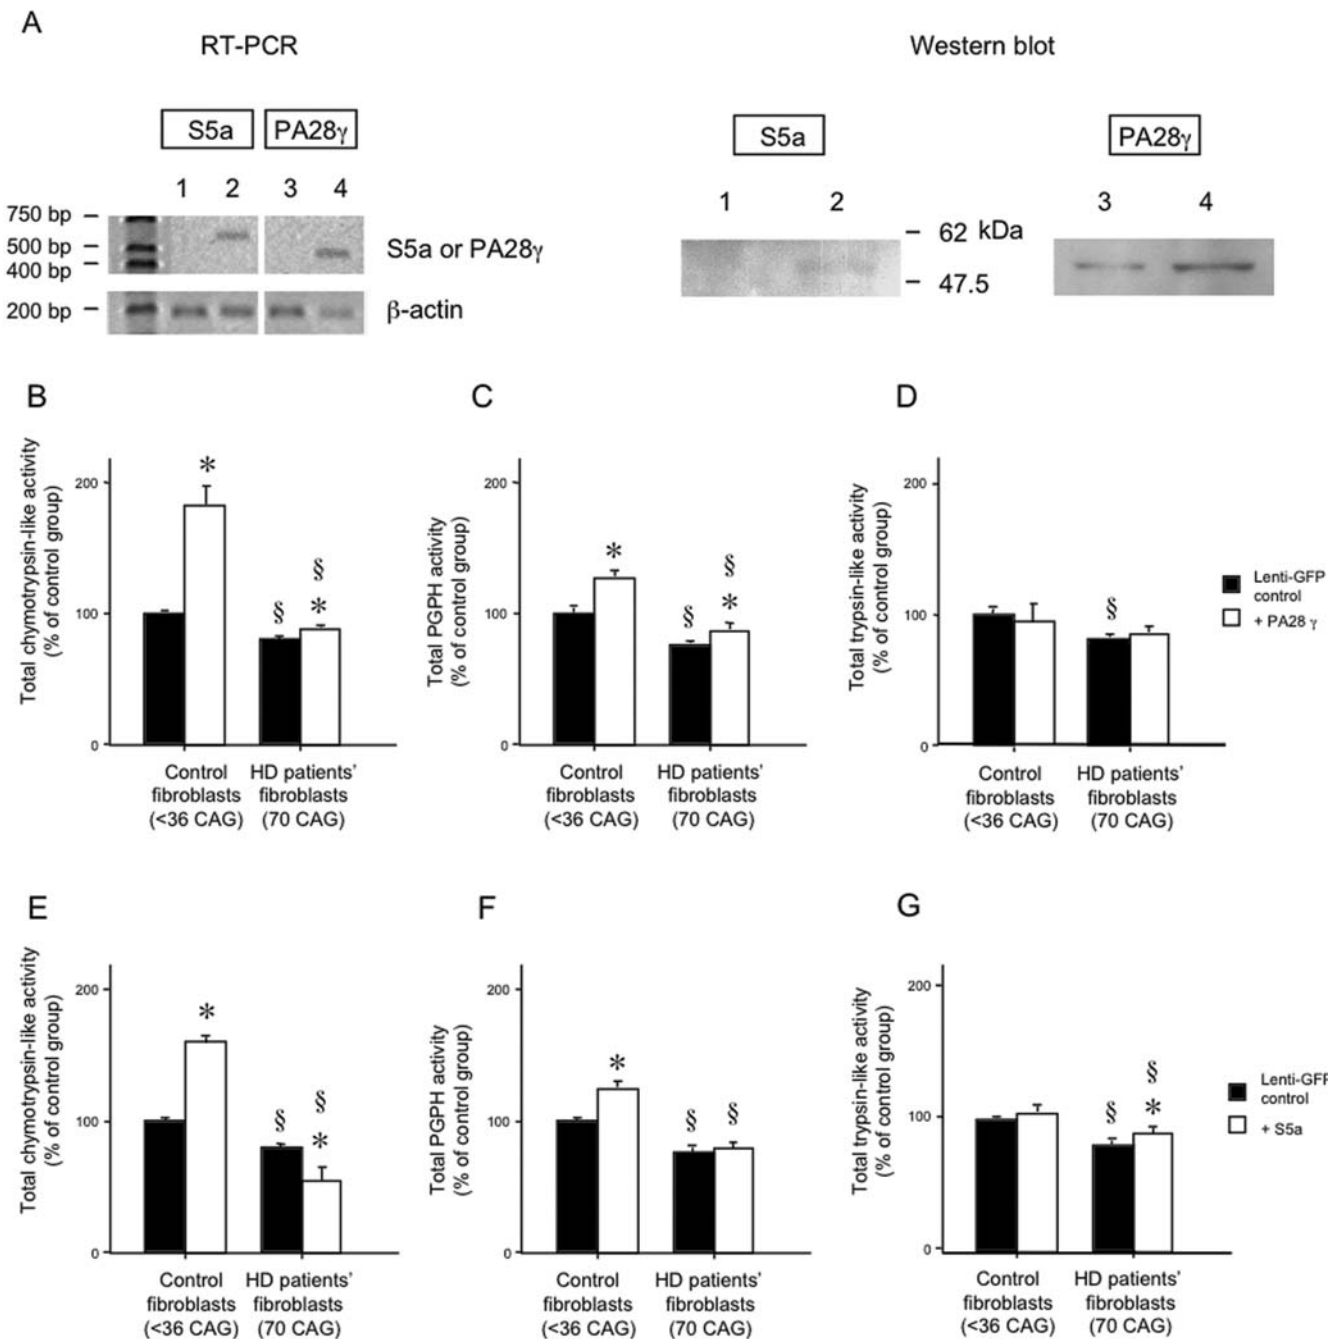 A
RT-PCR
Western blot
S5a
PA28γ
1 2 3 4
750 bp
500 bp
400 bp
200 bp
S5a or PA28γ
β-actin
S5a
PA28γ
1 2
3 4
62 kDa
47.5
B
Total chymotrypsin-like activity
(% of control group)
200
100
0
*
§
§
*
Control
fibroblasts
(<36 CAG)
HD patients'
fibroblasts
(70 CAG)
C
Total PGPH activity
(% of control group)
200
100
0
*
§
§
*
Control
fibroblasts
(<36 CAG)
HD patients'
fibroblasts
(70 CAG)
D
Total trypsin-like activity
(% of control group)
200
100
0
§
Control
fibroblasts
(<36 CAG)
HD patients'
fibroblasts
(70 CAG)
Lenti-GFP
control
+ PA28 γ
E
Total chymotrypsin-like activity
(% of control group)
200
100
0
*
§
§
*
Control
fibroblasts
(<36 CAG)
HD patients'
fibroblasts
(70 CAG)
F
Total PGPH activity
(% of control group)
200
100
0
*
§
§
Control
fibroblasts
(<36 CAG)
HD patients'
fibroblasts
(70 CAG)
G
Total trypsin-like activity
(% of control group)
200
100
0
§
§
*
Control
fibroblasts
(<36 CAG)
HD patients'
fibroblasts
(70 CAG)
Lenti-GFP
control
+ S5a